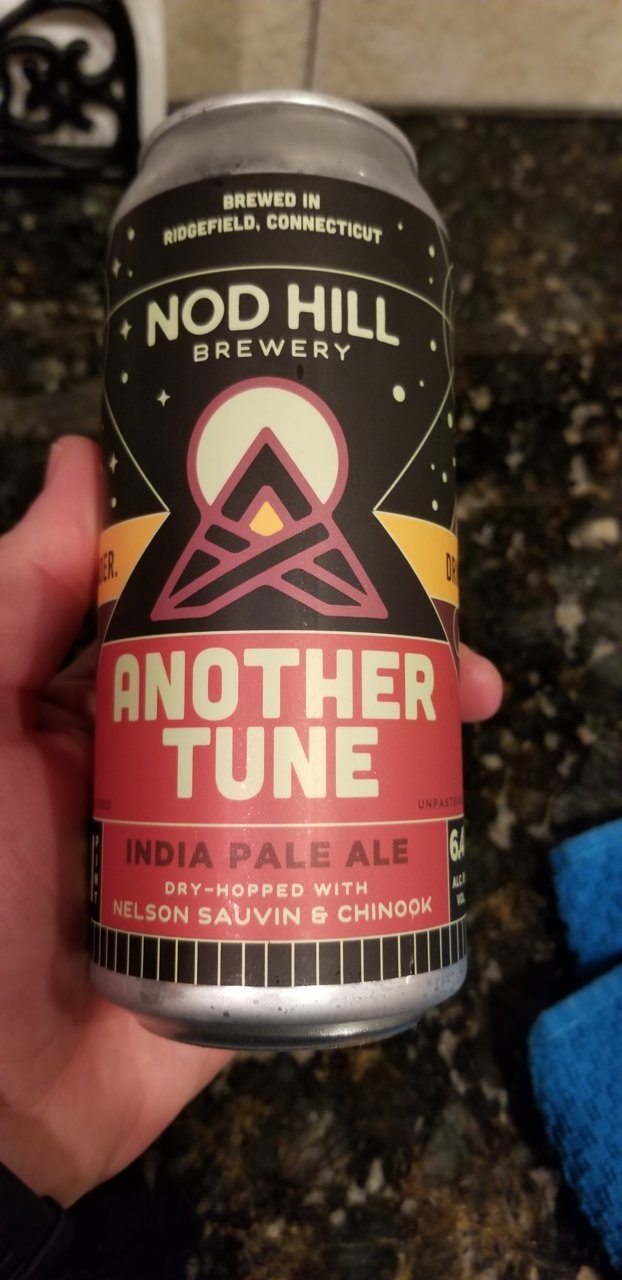 BREWED IN
RIDGEFIELD, CONNECTICUT
NOD HILL
BREWERY
ANOTHER
TUNE
INDIA PALE ALE
DRY-HOPPED WITH
NELSON SAUVIN & CHINOOK